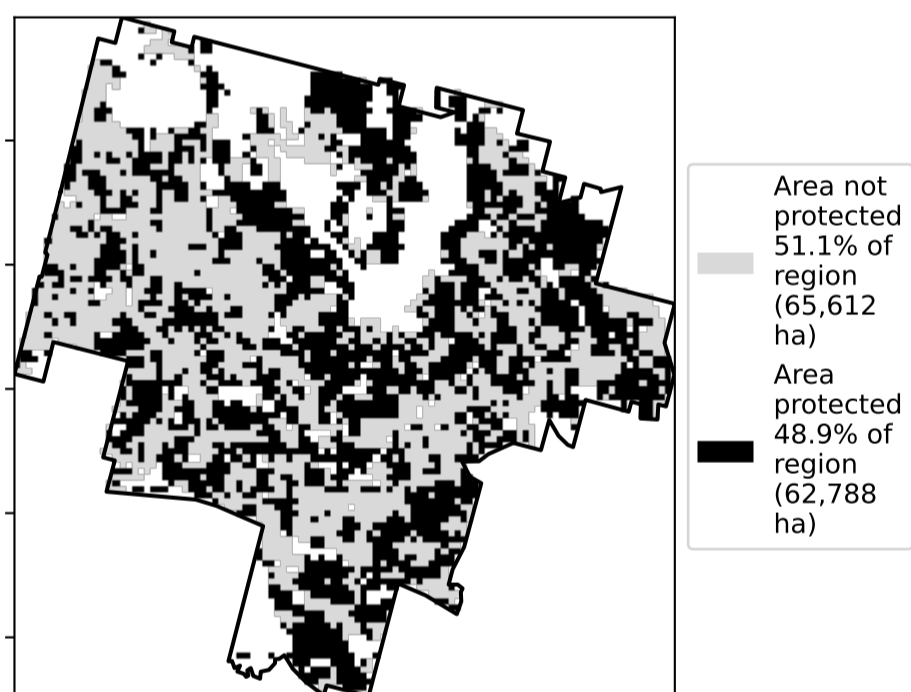 Area not
protected
51.1% of
region
(65,612
ha)
Area
protected
48.9% of
region
(62,788
ha)